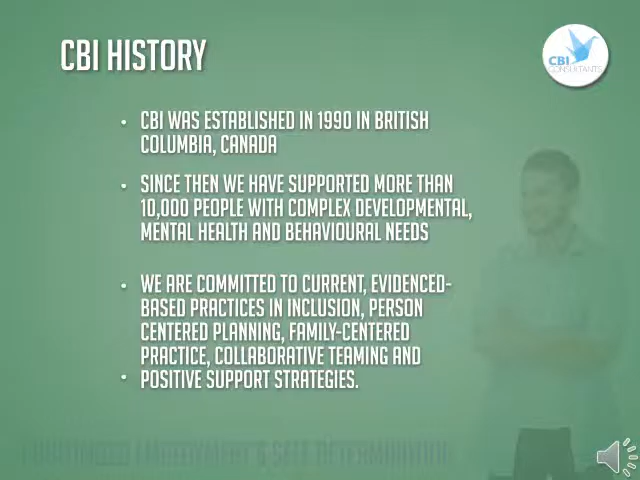 CBI HISTORY
CBI
CONSULTANTS
• CBI WAS ESTABLISHED IN 1990 IN BRITISH
COLUMBIA, CANADA
• SINCE THEN WE HAVE SUPPORTED MORE THAN
10,000 PEOPLE WITH COMPLEX DEVELOPMENTAL,
MENTAL HEALTH AND BEHAVIOURAL NEEDS
• WE ARE COMMITTED TO CURRENT, EVIDENCED-
BASED PRACTICES IN INCLUSION, PERSON
CENTERED PLANNING, FAMILY-CENTERED
PRACTICE, COLLABORATIVE TEAMING AND
• POSITIVE SUPPORT STRATEGIES.
SELF DETERMINATION